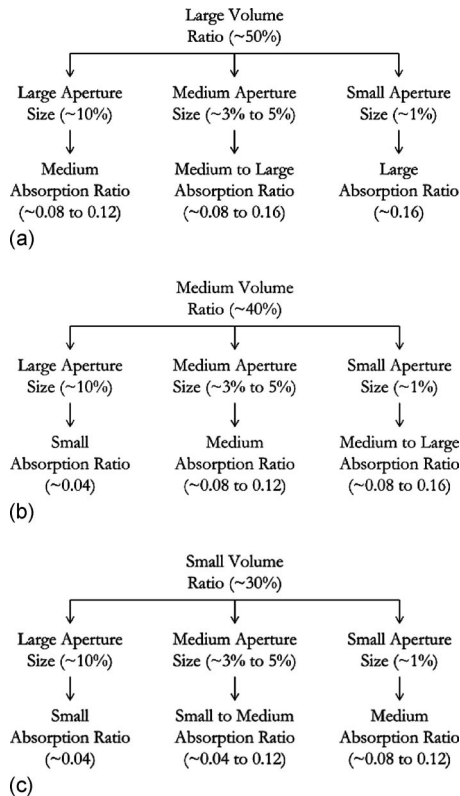 Large Volume
Ratio (~50%)
Large Aperture
Size (~10%)
Medium Aperture
Size (~3% to 5%)
Small Aperture
Size (~1%)
Medium
Absorption Ratio
(~0.08 to 0.12)
Medium to Large
Absorption Ratio
(~0.08 to 0.16)
Large
Absorption Ratio
(~0.16)
(a)
Medium Volume
Ratio (~40%)
Large Aperture
Size (~10%)
Medium Aperture
Size (~3% to 5%)
Small Aperture
Size (~1%)
Small
Absorption Ratio
(~0.04)
Medium
Absorption Ratio
(~0.08 to 0.12)
Medium to Large
Absorption Ratio
(~0.08 to 0.16)
(b)
Small Volume
Ratio (~30%)
Large Aperture
Size (~10%)
Medium Aperture
Size (~3% to 5%)
Small Aperture
Size (~1%)
Small
Absorption Ratio
(~0.04)
Small to Medium
Absorption Ratio
(~0.04 to 0.12)
Medium
Absorption Ratio
(~0.08 to 0.12)
(c)